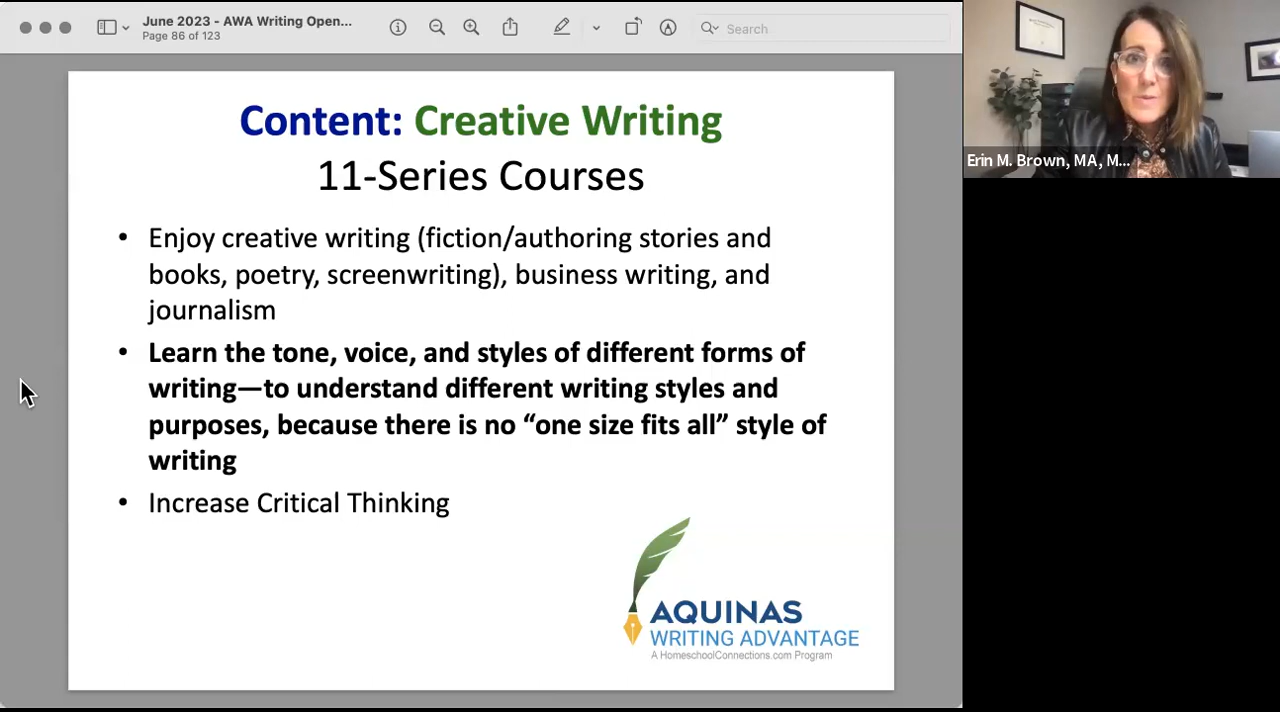 June 2023 - AWA Writing Open...
Page 86 of 123
Search
Content: Creative Writing
11-Series Courses
• Enjoy creative writing (fiction/authoring stories and
books, poetry, screenwriting), business writing, and
journalism
• Learn the tone, voice, and styles of different forms of
writing—to understand different writing styles and
purposes, because there is no “one size fits all” style of
writing
• Increase Critical Thinking
AQUINAS
WRITING ADVANTAGE
A HomeschoolConnections.com Program
Erin M. Brown, MA, M...